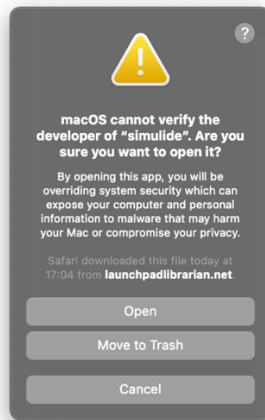 ?
macOS cannot verify the
developer of “simulide”. Are you
sure you want to open it?
By opening this app, you will be
overriding system security which can
expose your computer and personal
information to malware that may harm
your Mac or compromise your privacy.
Safari downloaded this file today at
17:04 from launchpadlibrarian.net.
Open
Move to Trash
Cancel